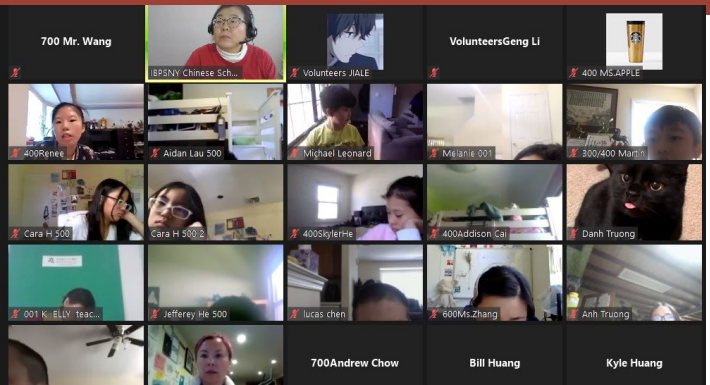 700 Mr. Wang
IBPSNY Chinese Sch...
Volunteers JIALE
VolunteersGeng Li
400 MS.APPLE
400Renee
Aidan Lau 500
Michael Leonard
Melanie 001
300/400 Martin
Cara H 500
Cara H 500 2
400SkylerHe
400Addison Cai
Danh Truong
001 K ELLY teac...
Jefferey He 500
lucas chen
600Ms.Zhang
Anh Truong
700Andrew Chow
Bill Huang
Kyle Huang